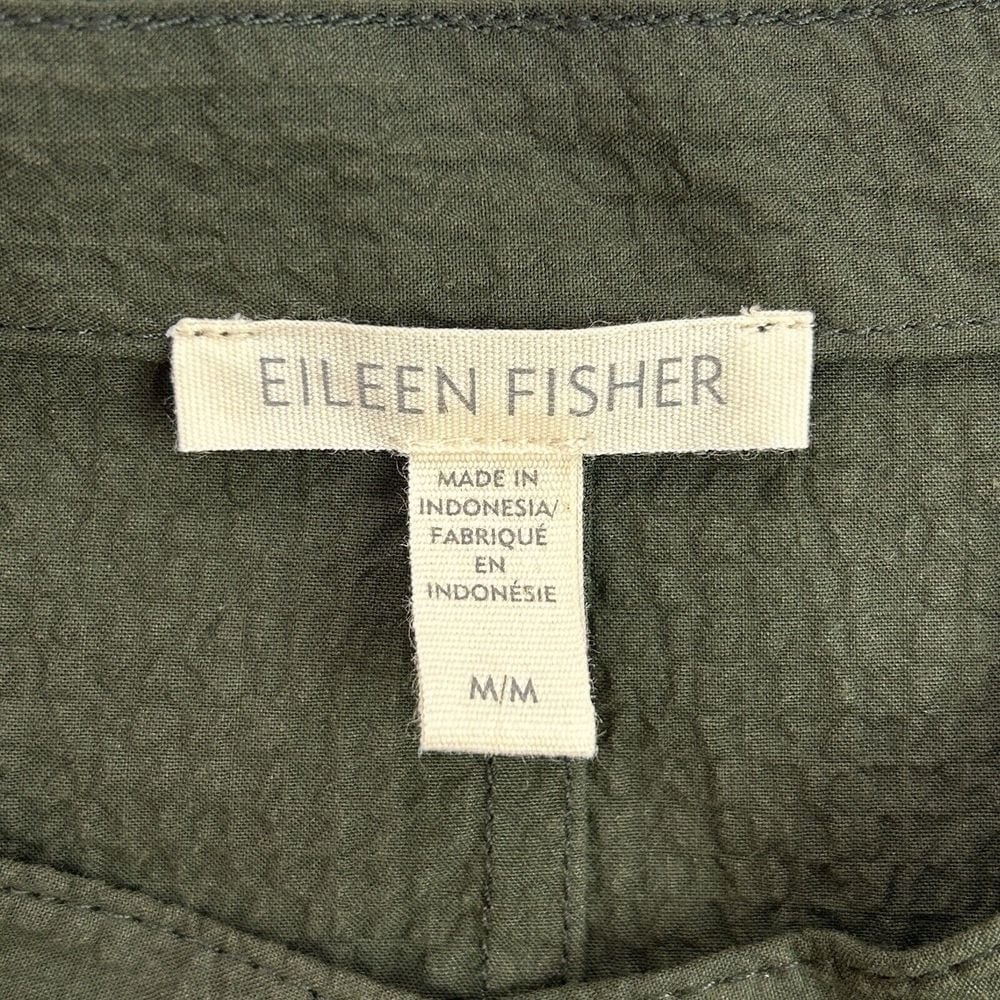 EILEEN FISHER
MADE IN
INDONESIA/
FABRIQUÉ
EN
INDONÉSIE
M/M